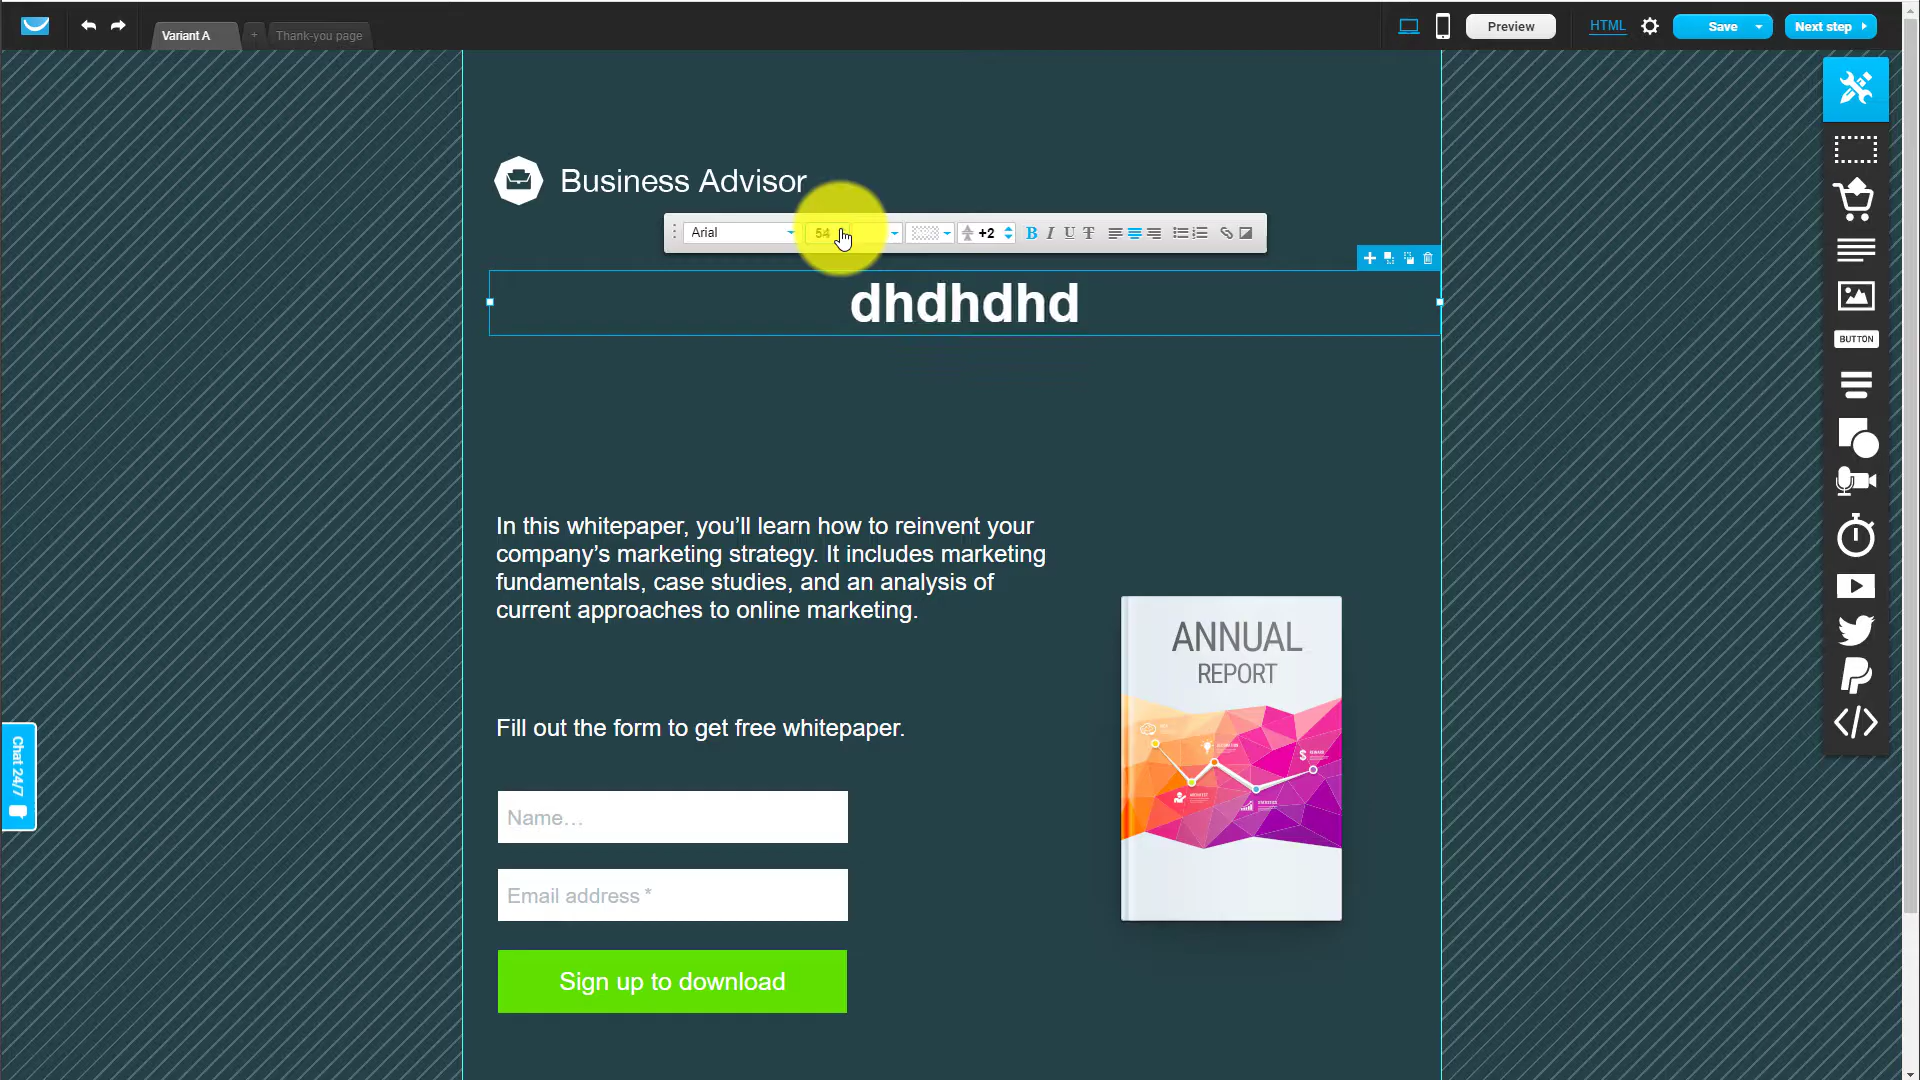 Variant A
+
Thank-you page
Preview
HTML
Save
Next step
Business Advisor
Arial
54
+2
B I U T
dhdhdhd
BUTTON
In this whitepaper, you’ll learn how to reinvent your
company’s marketing strategy. It includes marketing
fundamentals, case studies, and an analysis of
current approaches to online marketing.
ANNUAL
REPORT
Fill out the form to get free whitepaper.
Chat 24/7
Name…
Email address *
Sign up to download